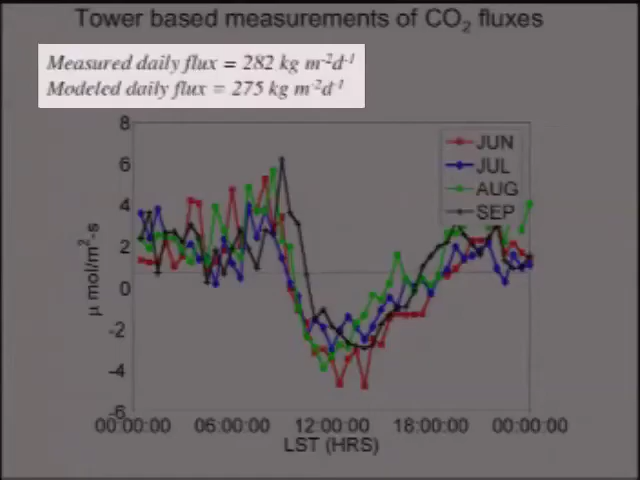 Tower based measurements of CO2 fluxes
Measured daily flux = 282 kg m-2d-1
Modeled daily flux = 275 kg m-2d-1
8
6
4
2
0
-2
-4
-6
μ mol/m2-s
JUN
JUL
AUG
SEP
00:00:00 06:00:00 12:00:00 18:00:00 00:00:00
LST (HRS)